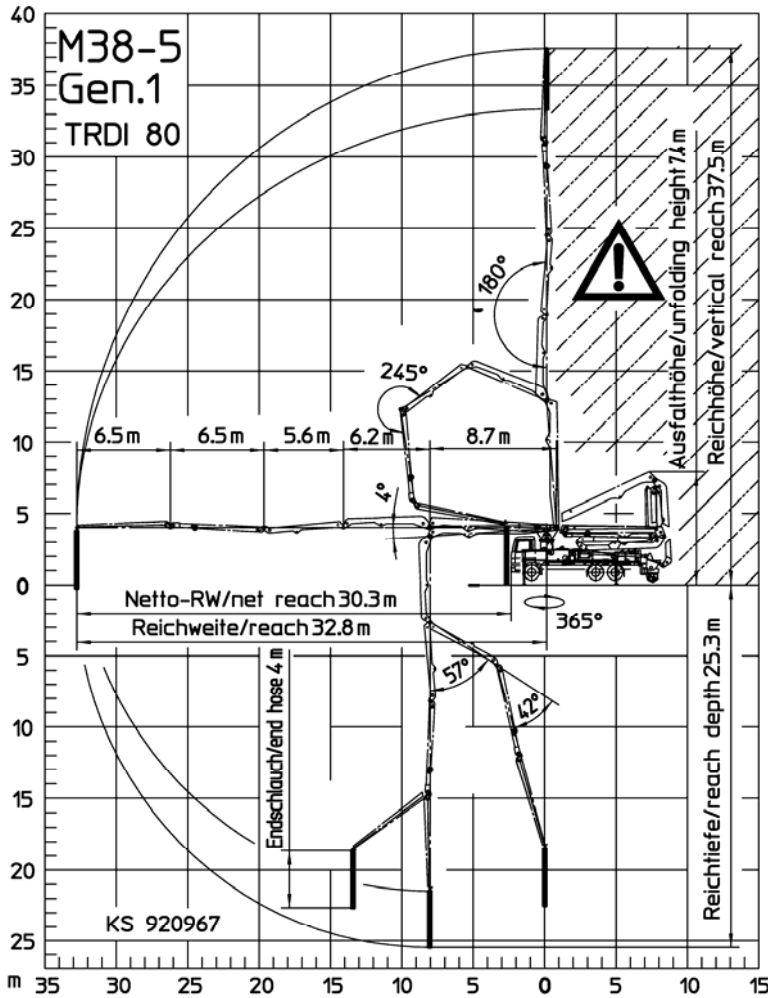 40
M38-5
Gen.1
TRDI 80
35
30
25
20
15
10
5
0
5
10
15
20
25
m
35
30
25
20
15
10
5
0
5
10
15
180°
245°
6.5m
6.5m
5.6m
6.2m
8.7m
4°
Ausfalthöhe/unfolding height 7.4m
Reichhöhe/vertical reach 37.5m
Netto-RW/net reach 30.3m
Reichweite/reach 32.8m
365°
57°
42°
Endschlauch/end hose 4m
Reichtiefe/reach depth 25.3m
KS 920967